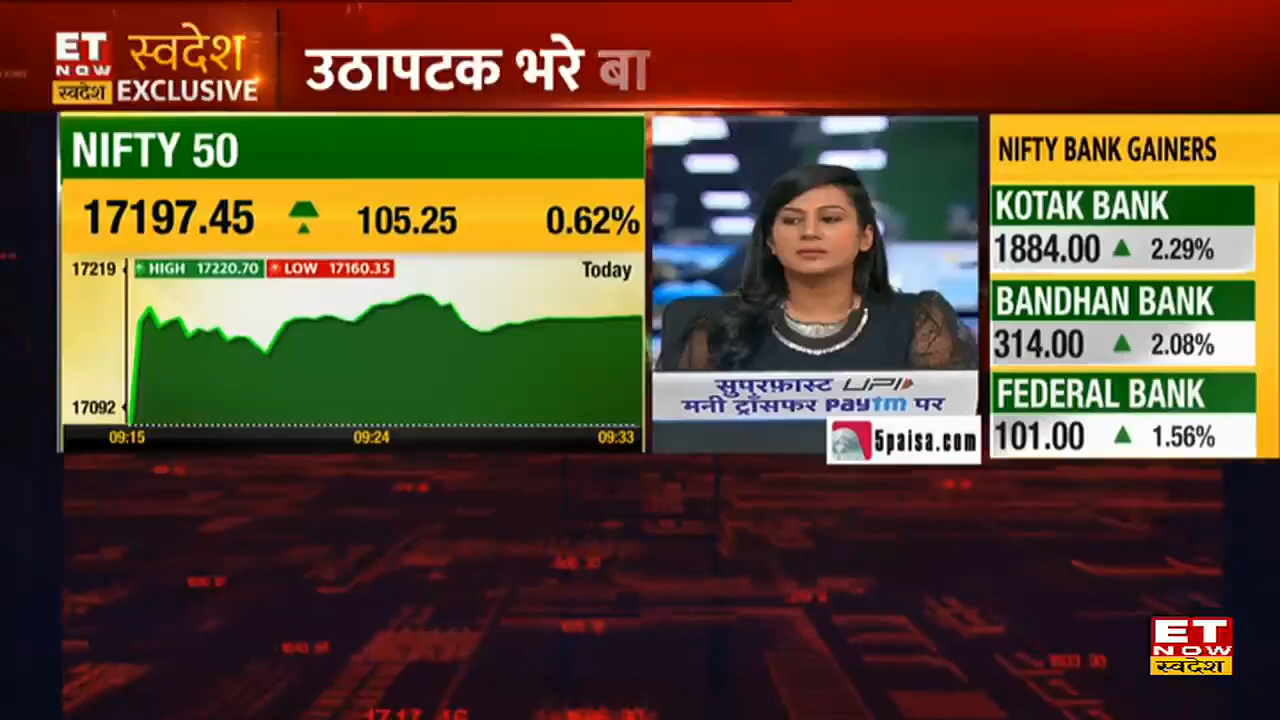 ET
NOW
स्वदेश
स्वदेश
EXCLUSIVE
उठापटक भरे बा
NIFTY 50
17197.45 105.25 0.62%
17219
HIGH 17220.70 LOW 17160.35
Today
17092
09:15 09:24 09:33
सुपरफ़ास्ट UPI
मनी ट्राँसफर paytm पर
5paisa.com
NIFTY BANK GAINERS
KOTAK BANK
1884.00 2.29%
BANDHAN BANK
314.00 2.08%
FEDERAL BANK
101.00 1.56%
ET
NOW
स्वदेश